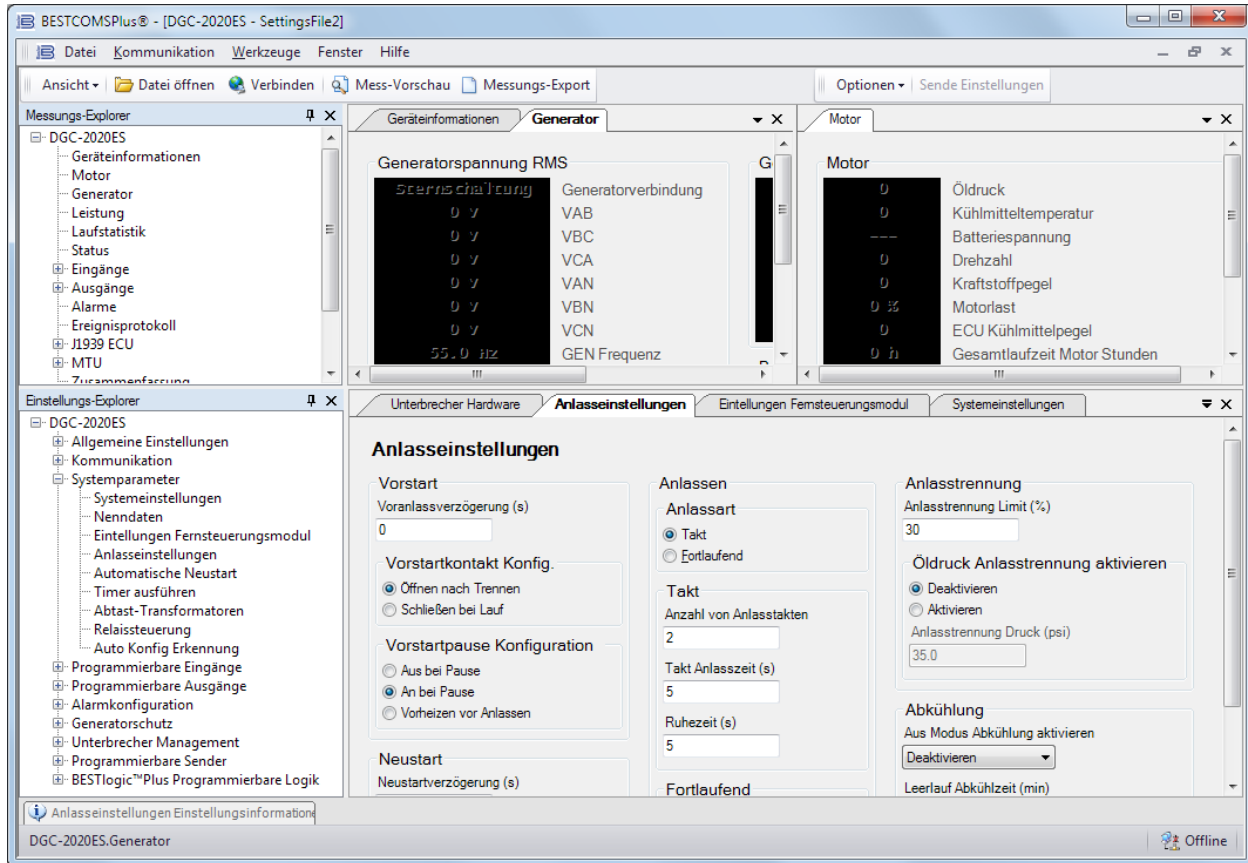 BESTCOMSPlus® - [DGC-2020ES - SettingsFile2]
Datei Kommunikation Werkzeuge Fenster Hilfe
Ansicht Datei öffnen Verbinden Mess-Vorschau Messungs-Export Optionen Sende Einstellungen
Messungs-Explorer
DGC-2020ES
Geräteinformationen
Motor
Generator
Leistung
Laufstatistik
Status
Eingänge
Ausgänge
Alarme
Ereignisprotokoll
J1939 ECU
MTU
Zusammenfassung
Geräteinformationen Generator
Generatorspannung RMS
Sternschaltung Generatorverbindung
0 V VAB
0 V VBC
0 V VCA
0 V VAN
0 V VBN
0 V VCN
55.0 Hz GEN Frequenz
Motor
Motor
0 Öldruck
0 Kühlmitteltemperatur
--- Batteriespannung
0 Drehzahl
0 Kraftstoffpegel
0 % Motorlast
0 ECU Kühlmittelpegel
0 h Gesamtlaufzeit Motor Stunden
Einstellungs-Explorer
DGC-2020ES
Allgemeine Einstellungen
Kommunikation
Systemparameter
Systemeinstellungen
Nenndaten
Eintellungen Fernsteuerungsmodul
Anlasseinstellungen
Automatische Neustart
Timer ausführen
Abtast-Transformatoren
Relaissteuerung
Auto Konfig Erkennung
Programmierbare Eingänge
Programmierbare Ausgänge
Alarmkonfiguration
Generatorschutz
Unterbrecher Management
Programmierbare Sender
BESTlogic™Plus Programmierbare Logik
Unterbrecher Hardware Anlasseinstellungen Eintellungen Fernsteuerungsmodul Systemeinstellungen
Anlasseinstellungen
Vorstart
Voranlassverzögerung (s)
0
Vorstartkontakt Konfig.
Öffnen nach Trennen
Schließen bei Lauf
Vorstartpause Konfiguration
Aus bei Pause
An bei Pause
Vorheizen vor Anlassen
Neustart
Neustartverzögerung (s)
Anlassen
Anlassart
Takt
Fortlaufend
Takt
Anzahl von Anlasstakten
2
Takt Anlasszeit (s)
5
Ruhezeit (s)
5
Fortlaufend
Anlasstrennung
Anlasstrennung Limit (%)
30
Öldruck Anlasstrennung aktivieren
Deaktivieren
Aktivieren
Anlasstrennung Druck (psi)
35.0
Abkühlung
Aus Modus Abkühlung aktivieren
Deaktivieren
Leerlauf Abkühlzeit (min)
Anlasseinstellungen Einstellungsinformatione
DGC-2020ES.Generator Offline